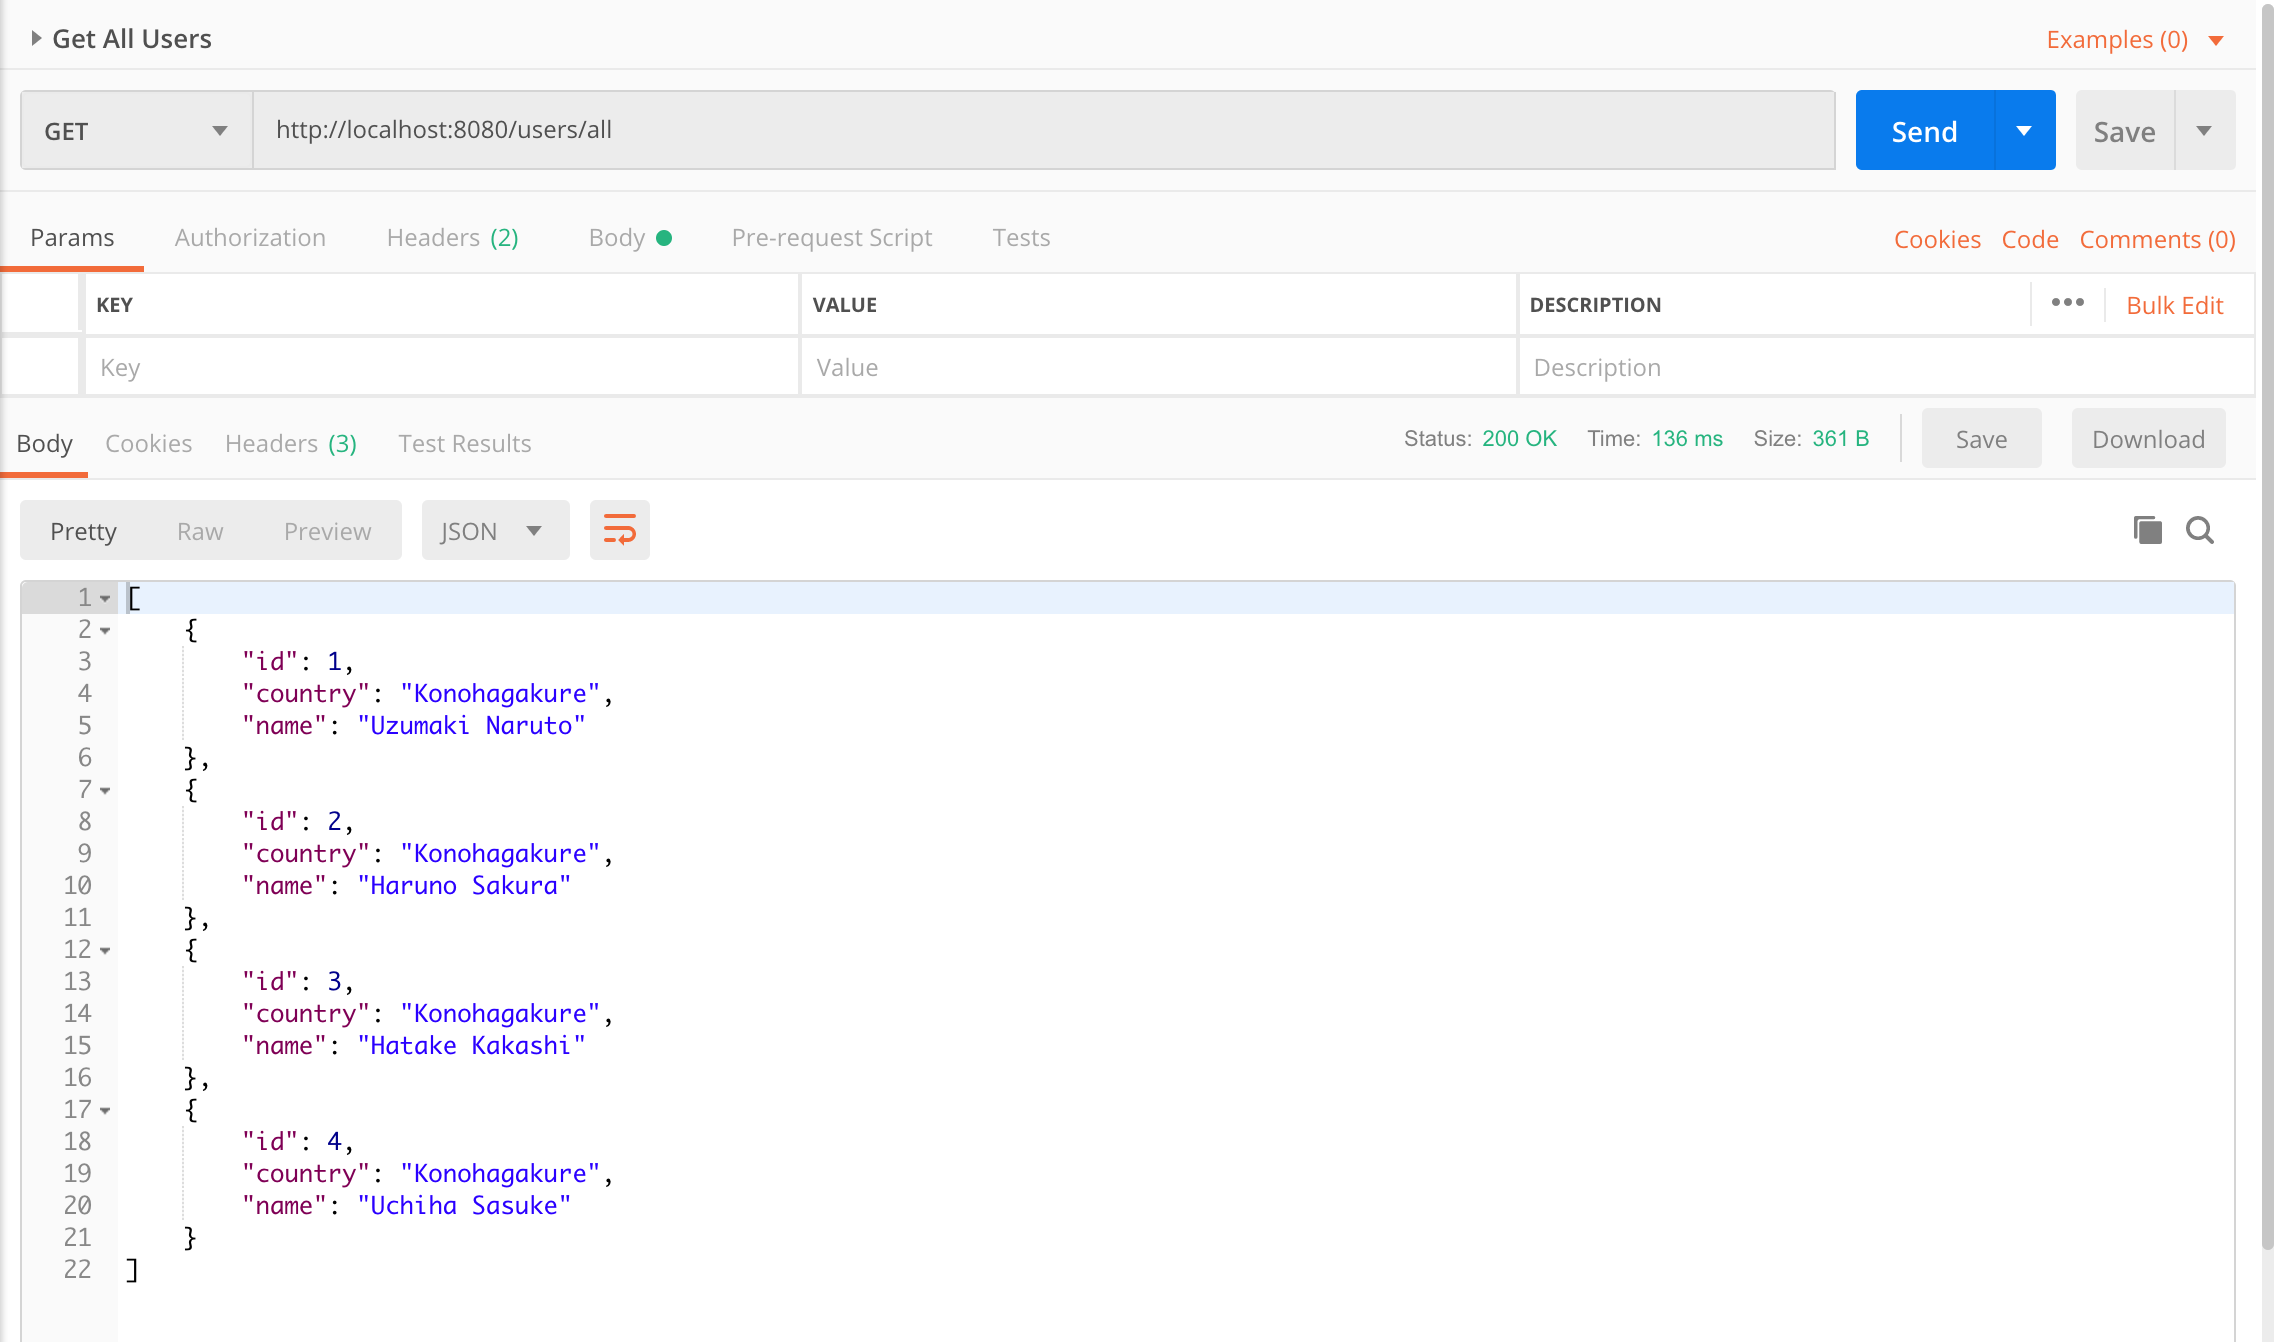 Get All Users Examples (0)
GET http://localhost:8080/users/all Send Save
Params Authorization Headers (2) Body Pre-request Script Tests Cookies Code Comments (0)
KEY VALUE DESCRIPTION ••• Bulk Edit
Key Value Description
Body Cookies Headers (3) Test Results Status: 200 OK Time: 136 ms Size: 361 B Save Download
Pretty Raw Preview JSON
1 [
2 {
3 "id": 1,
4 "country": "Konohagakure",
5 "name": "Uzumaki Naruto"
6 },
7 {
8 "id": 2,
9 "country": "Konohagakure",
10 "name": "Haruno Sakura"
11 },
12 {
13 "id": 3,
14 "country": "Konohagakure",
15 "name": "Hatake Kakashi"
16 },
17 {
18 "id": 4,
19 "country": "Konohagakure",
20 "name": "Uchiha Sasuke"
21 }
22 ]